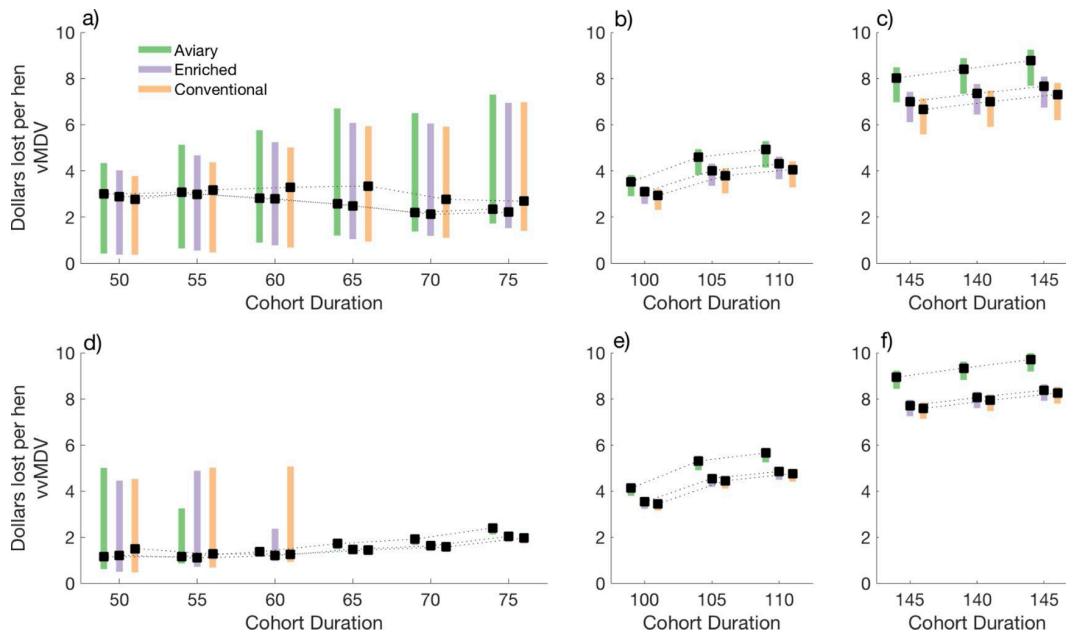 a)
b)
c)
Dollars lost per hen
vMDV
10
8
6
4
2
0
Aviary
Enriched
Conventional
50 55 60 65 70 75
Cohort Duration
10
8
6
4
2
0
100 105 110
Cohort Duration
10
8
6
4
2
0
145 140 145
Cohort Duration
d)
e)
f)
Dollars lost per hen
vvMDV
10
8
6
4
2
0
50 55 60 65 70 75
Cohort Duration
10
8
6
4
2
0
100 105 110
Cohort Duration
10
8
6
4
2
0
145 140 145
Cohort Duration